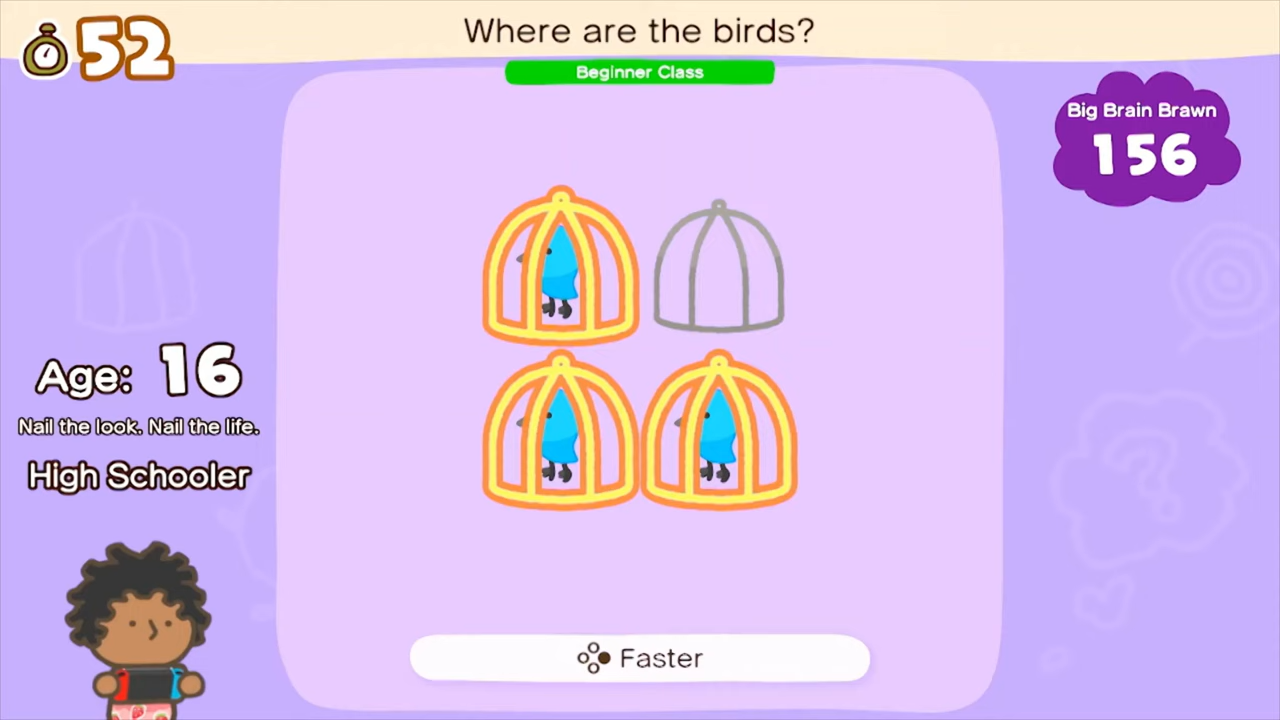 52
Where are the birds?
Beginner Class
Big Brain Brawn
156
Age: 16
Nail the look. Nail the life.
High Schooler
Faster